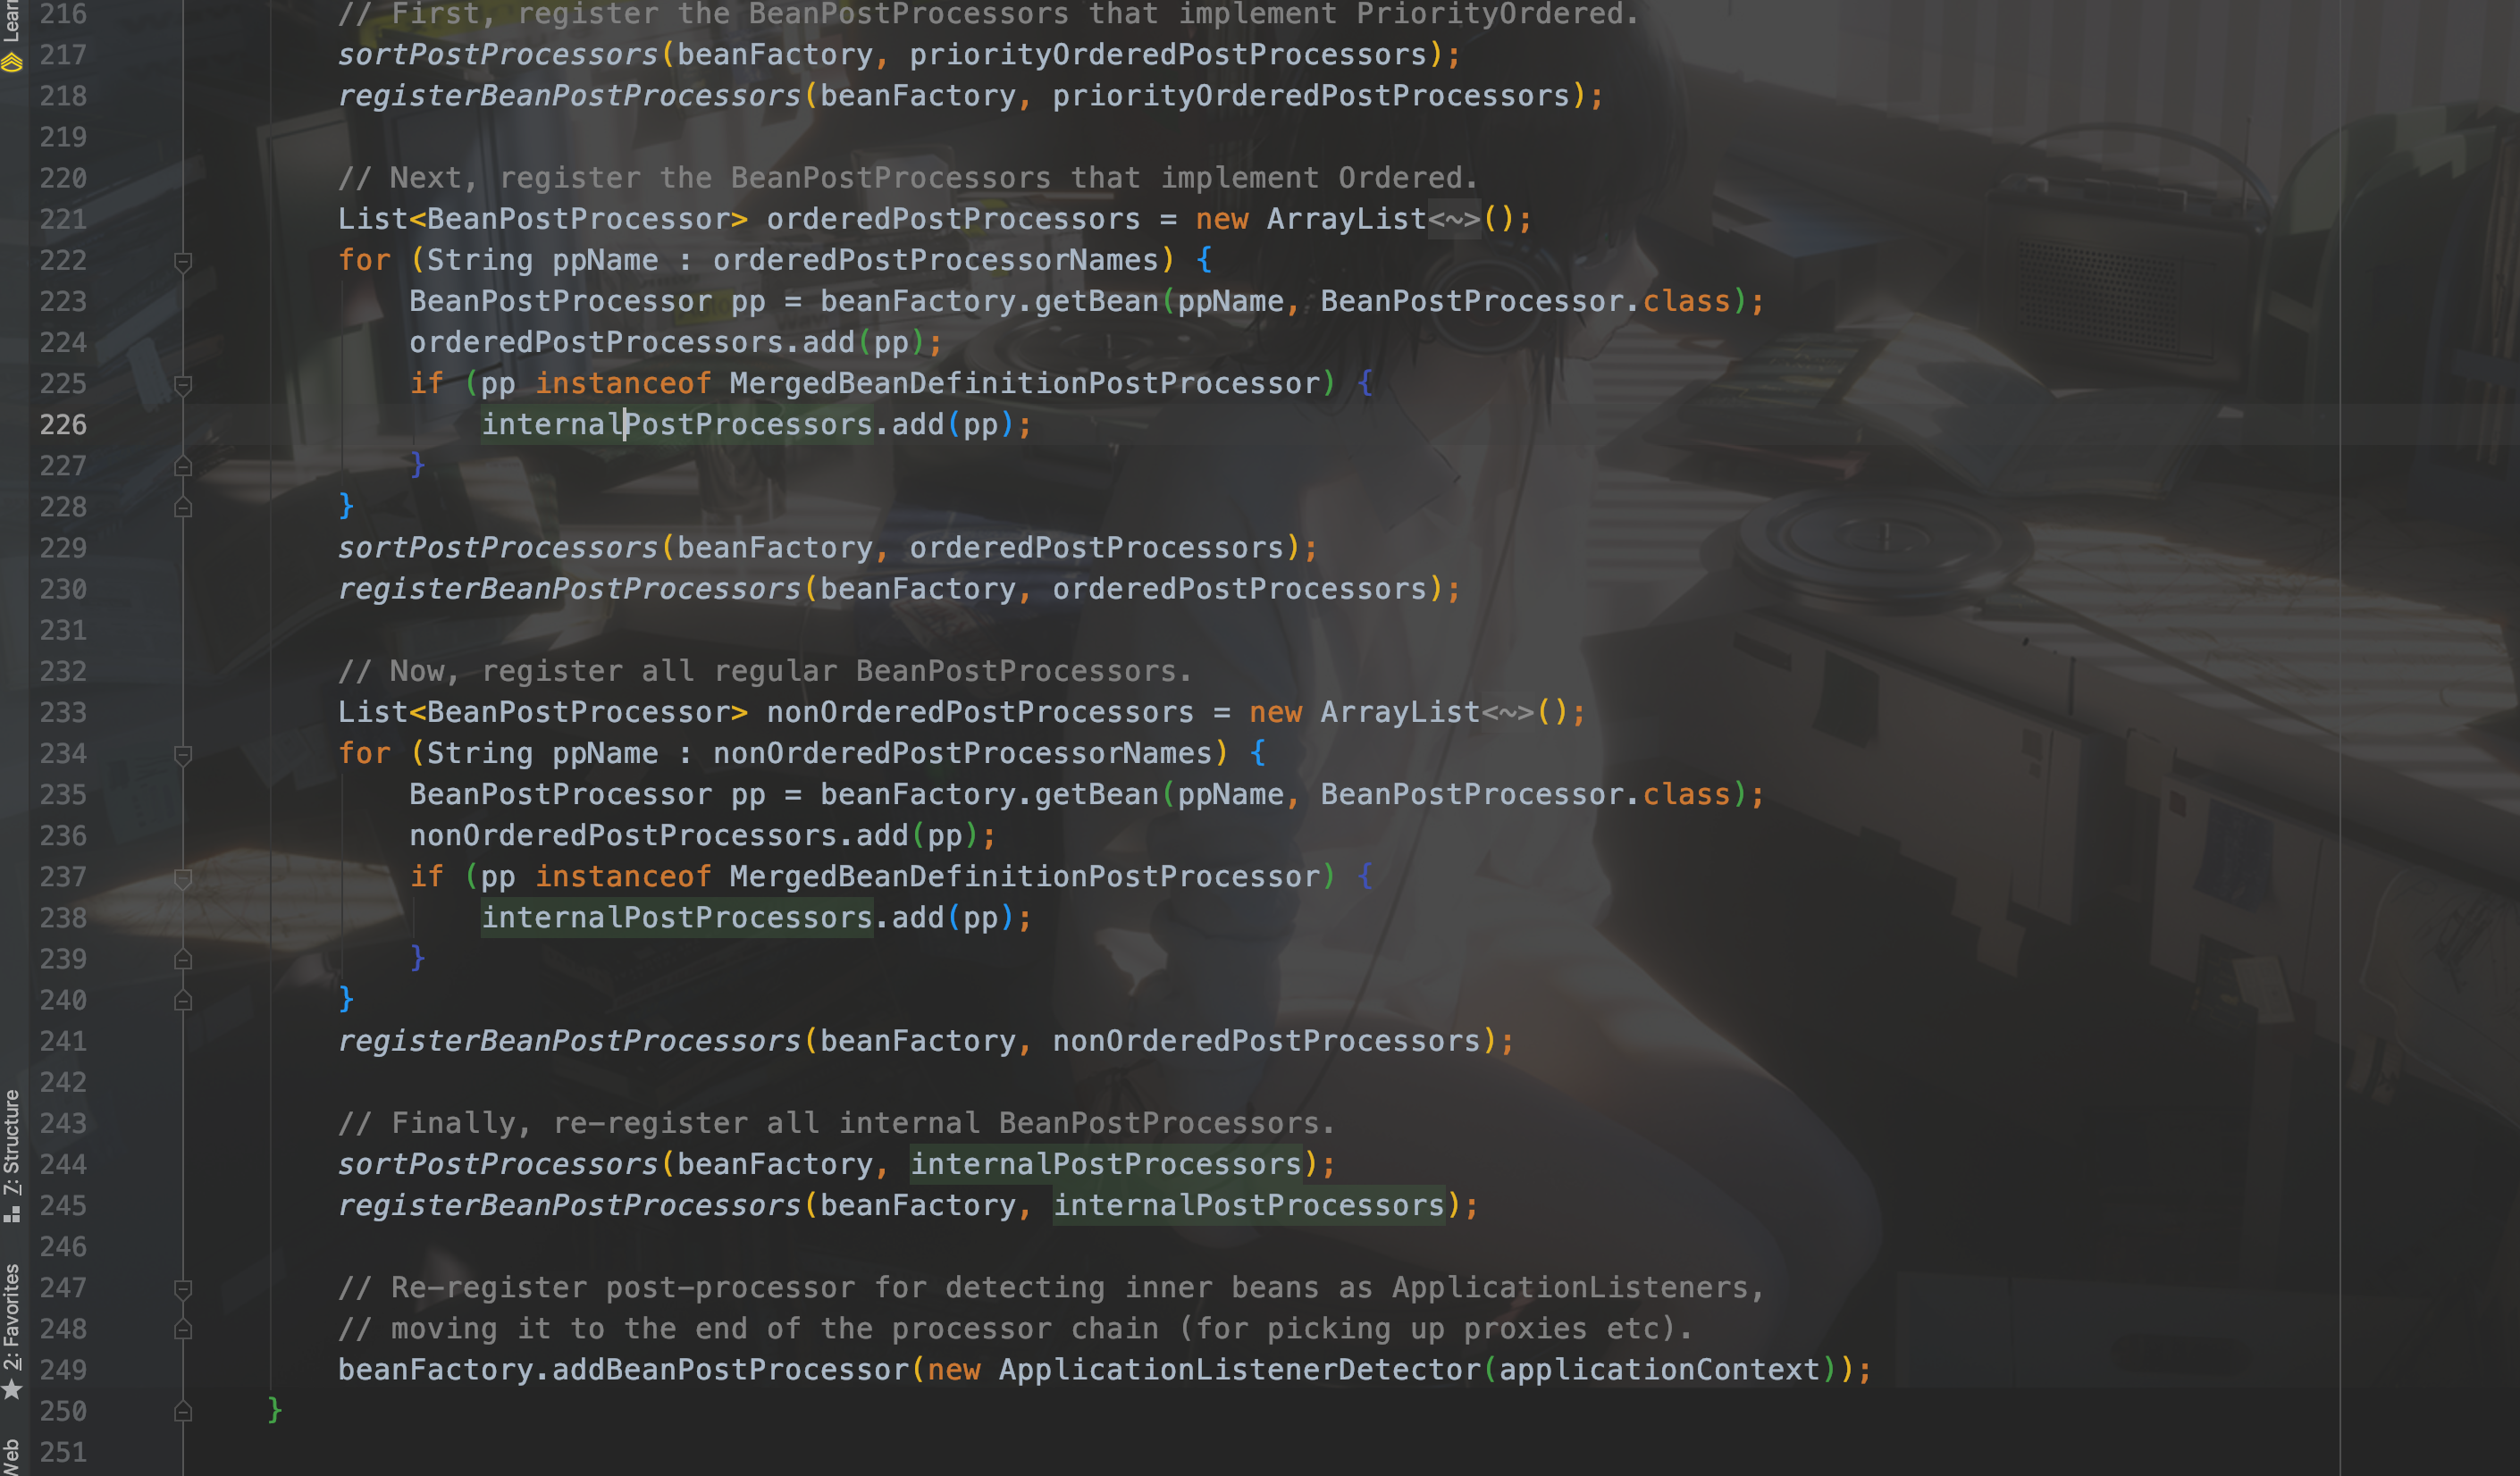 216 // First, register the BeanPostProcessors that implement PriorityOrdered.
217 sortPostProcessors(beanFactory, priorityOrderedPostProcessors);
218 registerBeanPostProcessors(beanFactory, priorityOrderedPostProcessors);
219
220 // Next, register the BeanPostProcessors that implement Ordered.
221 List<BeanPostProcessor> orderedPostProcessors = new ArrayList<~>();
222 for (String ppName : orderedPostProcessorNames) {
223 BeanPostProcessor pp = beanFactory.getBean(ppName, BeanPostProcessor.class);
224 orderedPostProcessors.add(pp);
225 if (pp instanceof MergedBeanDefinitionPostProcessor) {
226 internalPostProcessors.add(pp);
227 }
228 }
229 sortPostProcessors(beanFactory, orderedPostProcessors);
230 registerBeanPostProcessors(beanFactory, orderedPostProcessors);
231
232 // Now, register all regular BeanPostProcessors.
233 List<BeanPostProcessor> nonOrderedPostProcessors = new ArrayList<~>();
234 for (String ppName : nonOrderedPostProcessorNames) {
235 BeanPostProcessor pp = beanFactory.getBean(ppName, BeanPostProcessor.class);
236 nonOrderedPostProcessors.add(pp);
237 if (pp instanceof MergedBeanDefinitionPostProcessor) {
238 internalPostProcessors.add(pp);
239 }
240 }
241 registerBeanPostProcessors(beanFactory, nonOrderedPostProcessors);
242
243 // Finally, re-register all internal BeanPostProcessors.
244 sortPostProcessors(beanFactory, internalPostProcessors);
245 registerBeanPostProcessors(beanFactory, internalPostProcessors);
246
247 // Re-register post-processor for detecting inner beans as ApplicationListeners,
248 // moving it to the end of the processor chain (for picking up proxies etc).
249 beanFactory.addBeanPostProcessor(new ApplicationListenerDetector(applicationContext));
250 }
251
Learn
7: Structure
2: Favorites
Web